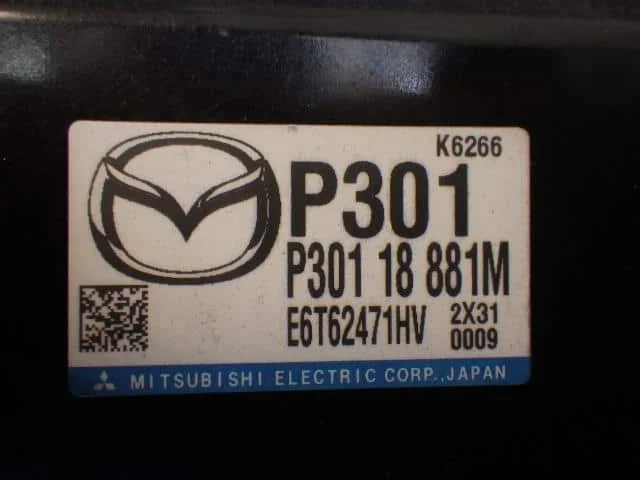 K6266
P301
P301 18 881M
E6T62471HV 2X31
0009
MITSUBISHI ELECTRIC CORP.,JAPAN